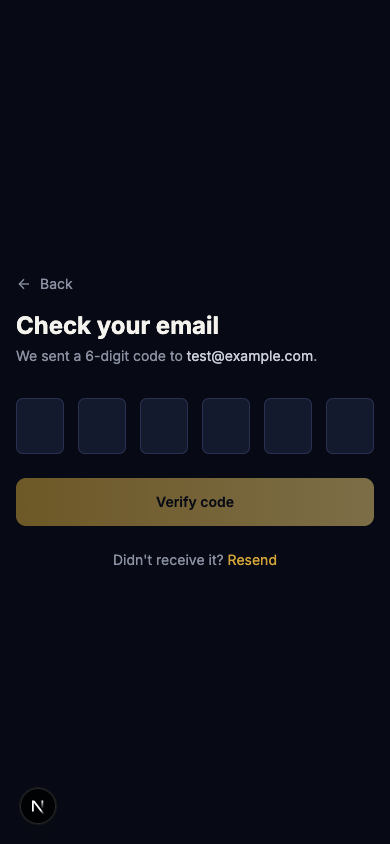 Back
Check your email
We sent a 6-digit code to test@example.com.
Verify code
Didn't receive it? Resend
N